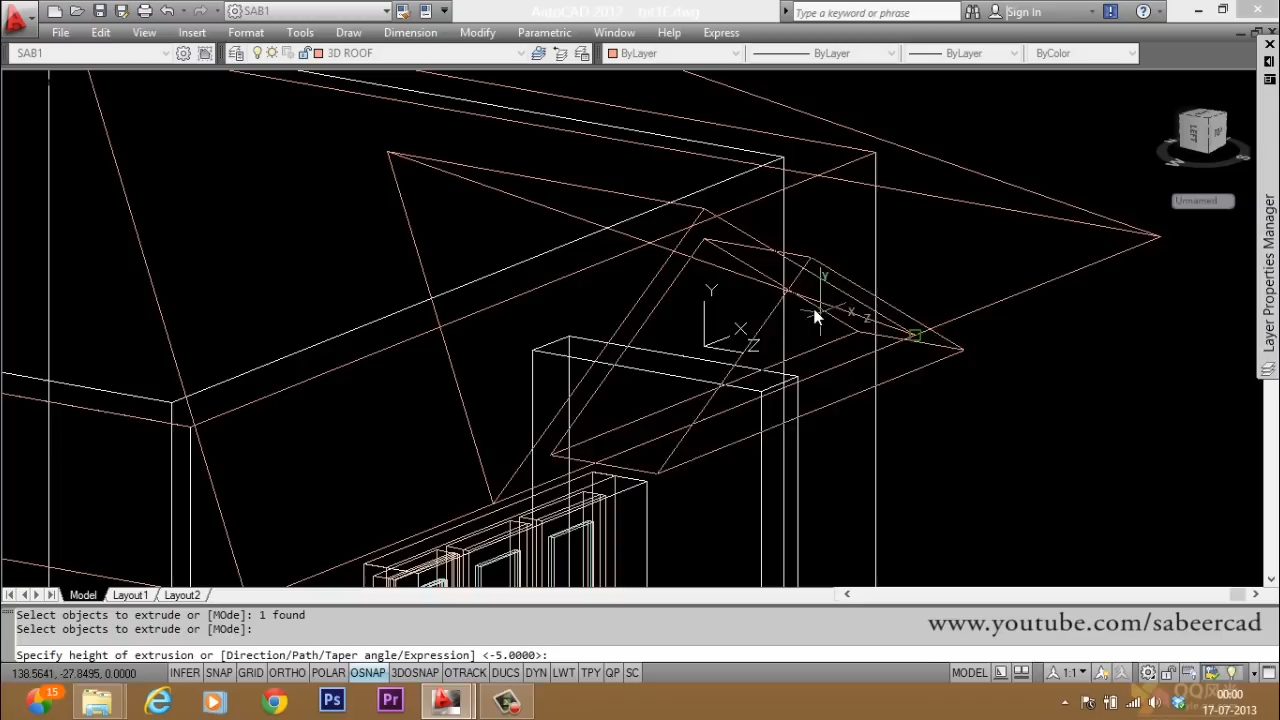 SAB1
AutoCAD 2012
Type a keyword or phrase
Sign In
File Edit View Insert Format Tools Draw Dimension Modify Parametric Window Help Express
SAB1
3D ROOF
ByLayer
ByLayer
ByLayer
ByColor
LEFT
Unnamed
Layer Properties Manager
Y
X
Z
Y
X
Z
Model Layout1 Layout2
Select objects to extrude or [MOde]: 1 found
Select objects to extrude or [MOde]:
www.youtube.com/sabeercad
Specify height of extrusion or [Direction/Path/Taper angle/Expression] <-5.0000>:
138.5641, -27.8495, 0.0000 INFER SNAP GRID ORTHO POLAR OSNAP 3DOSNAP OTRACK DUCS DYN LWT TPY QP SC MODEL 1:1
15
Ps
Pr
00:00
17-07-2013